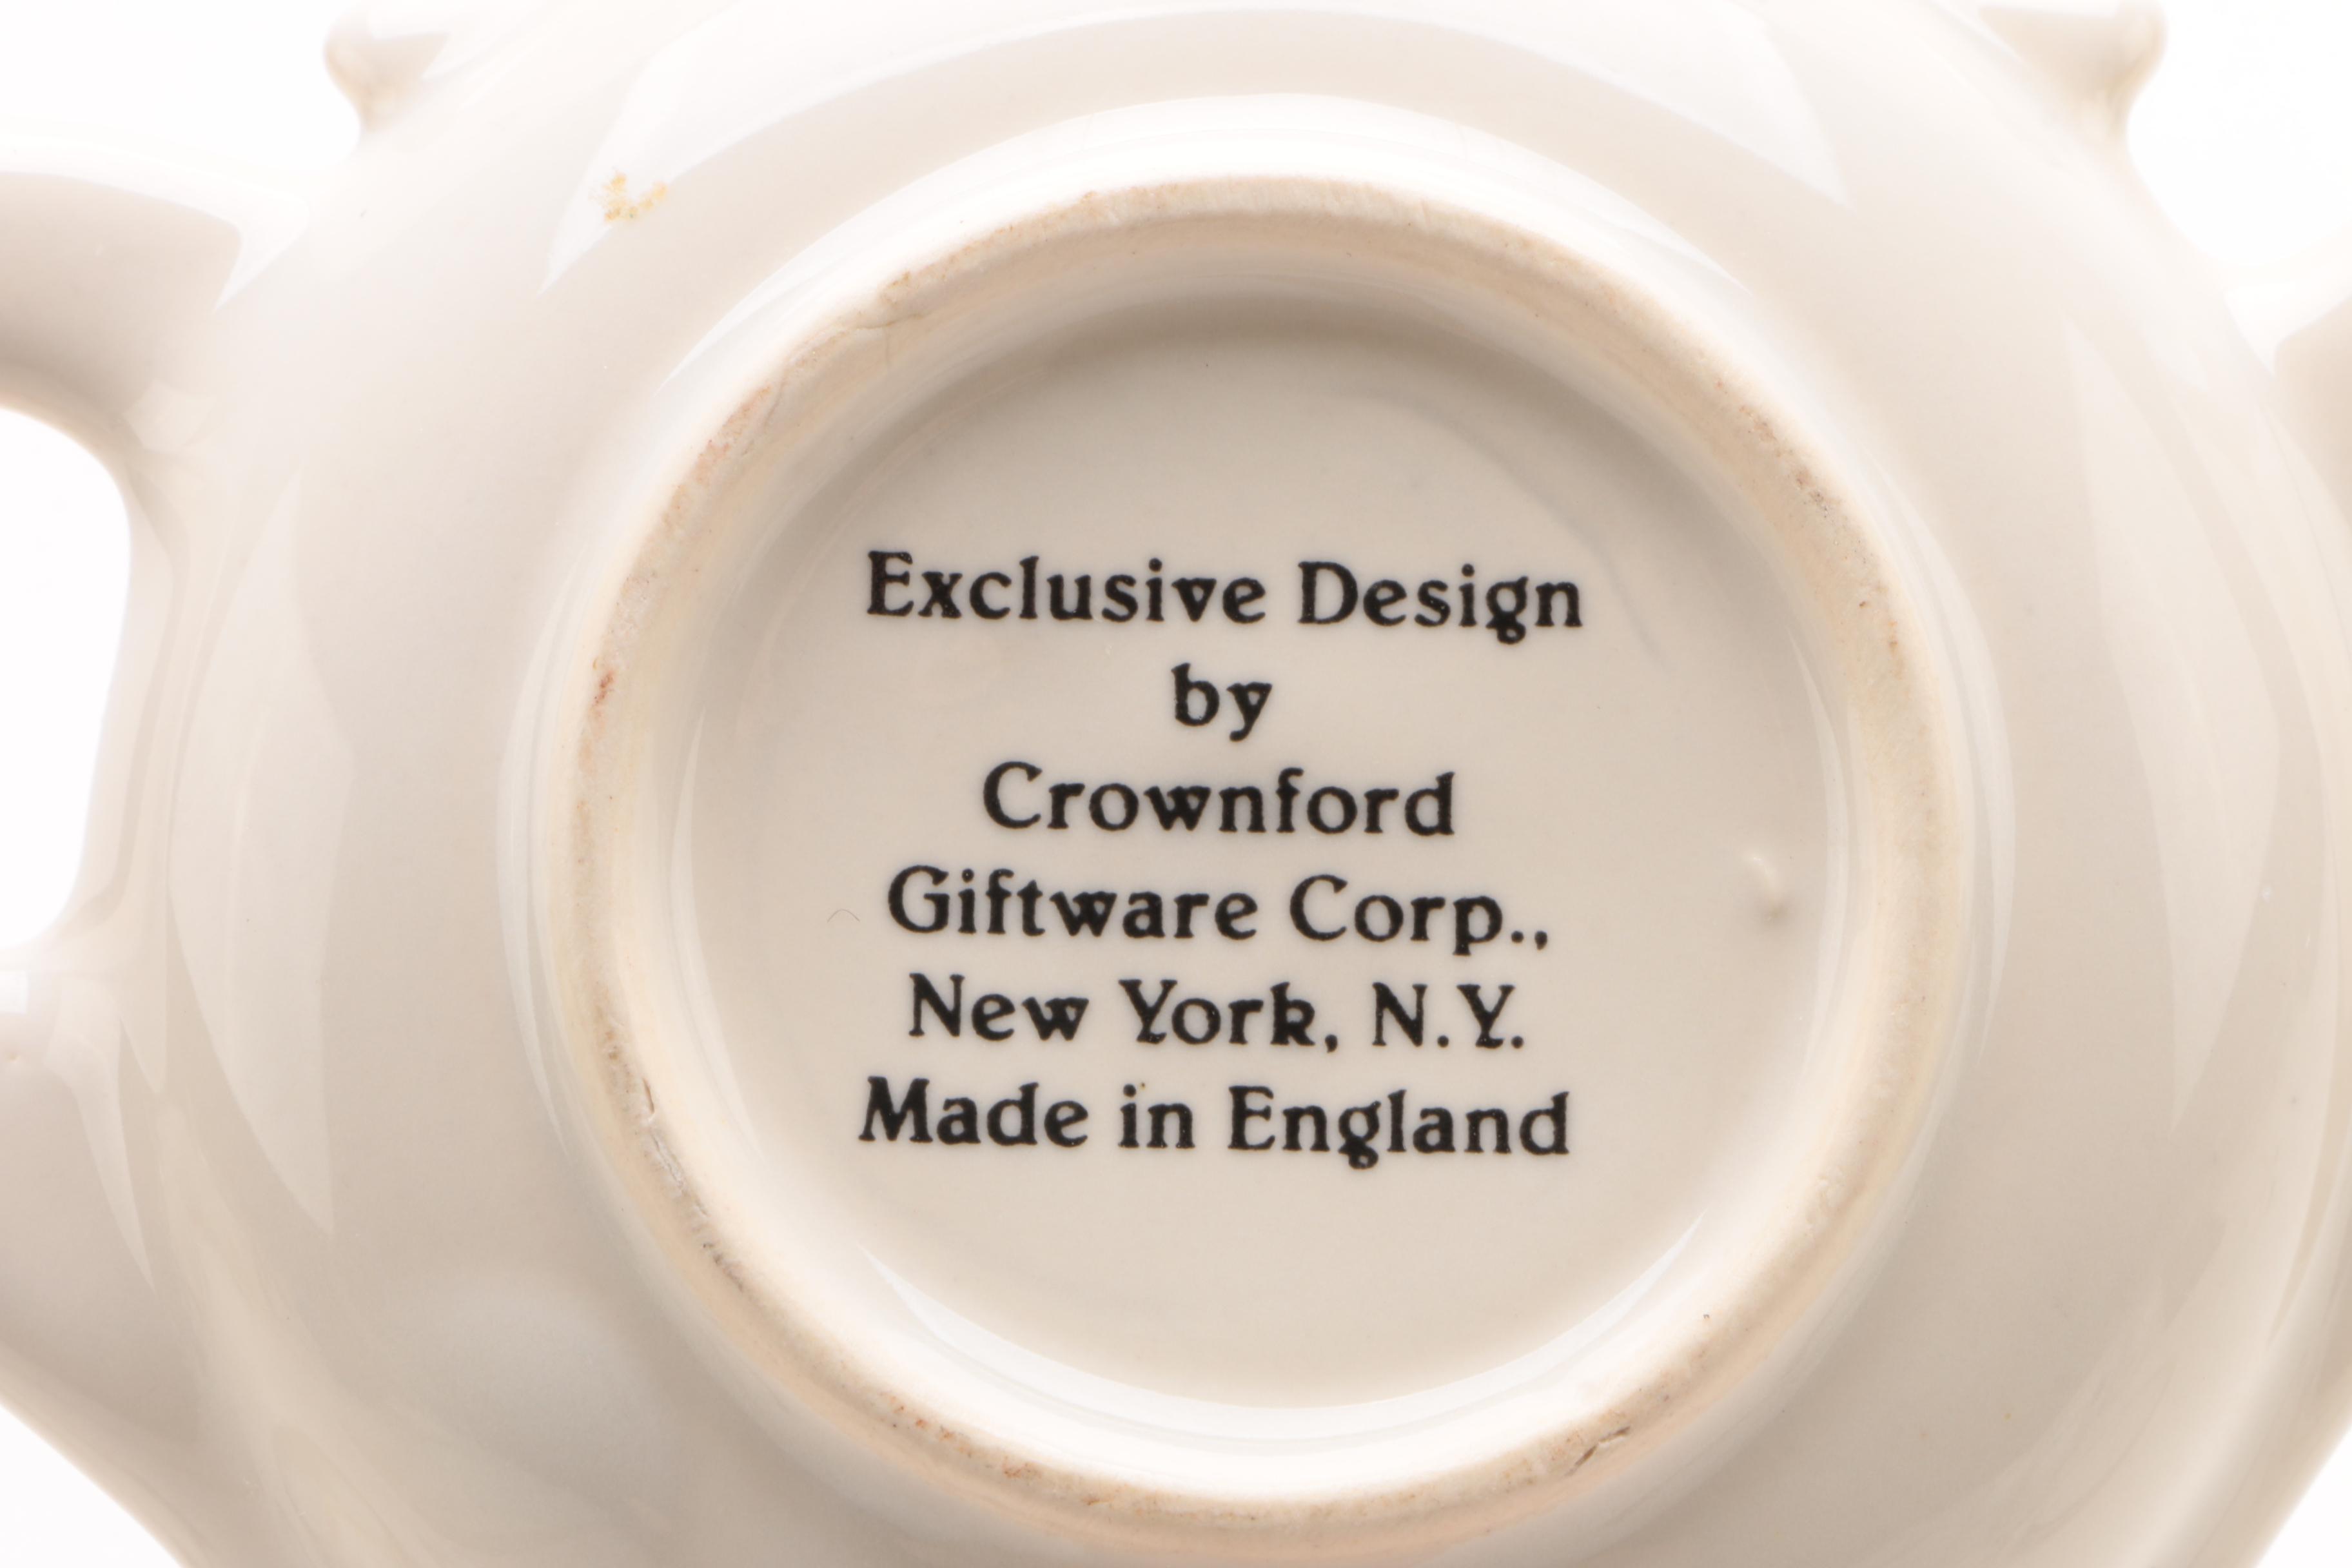 Exclusive Design
by
Crownford
Giftware Corp.,
New York, N.Y.
Made in England